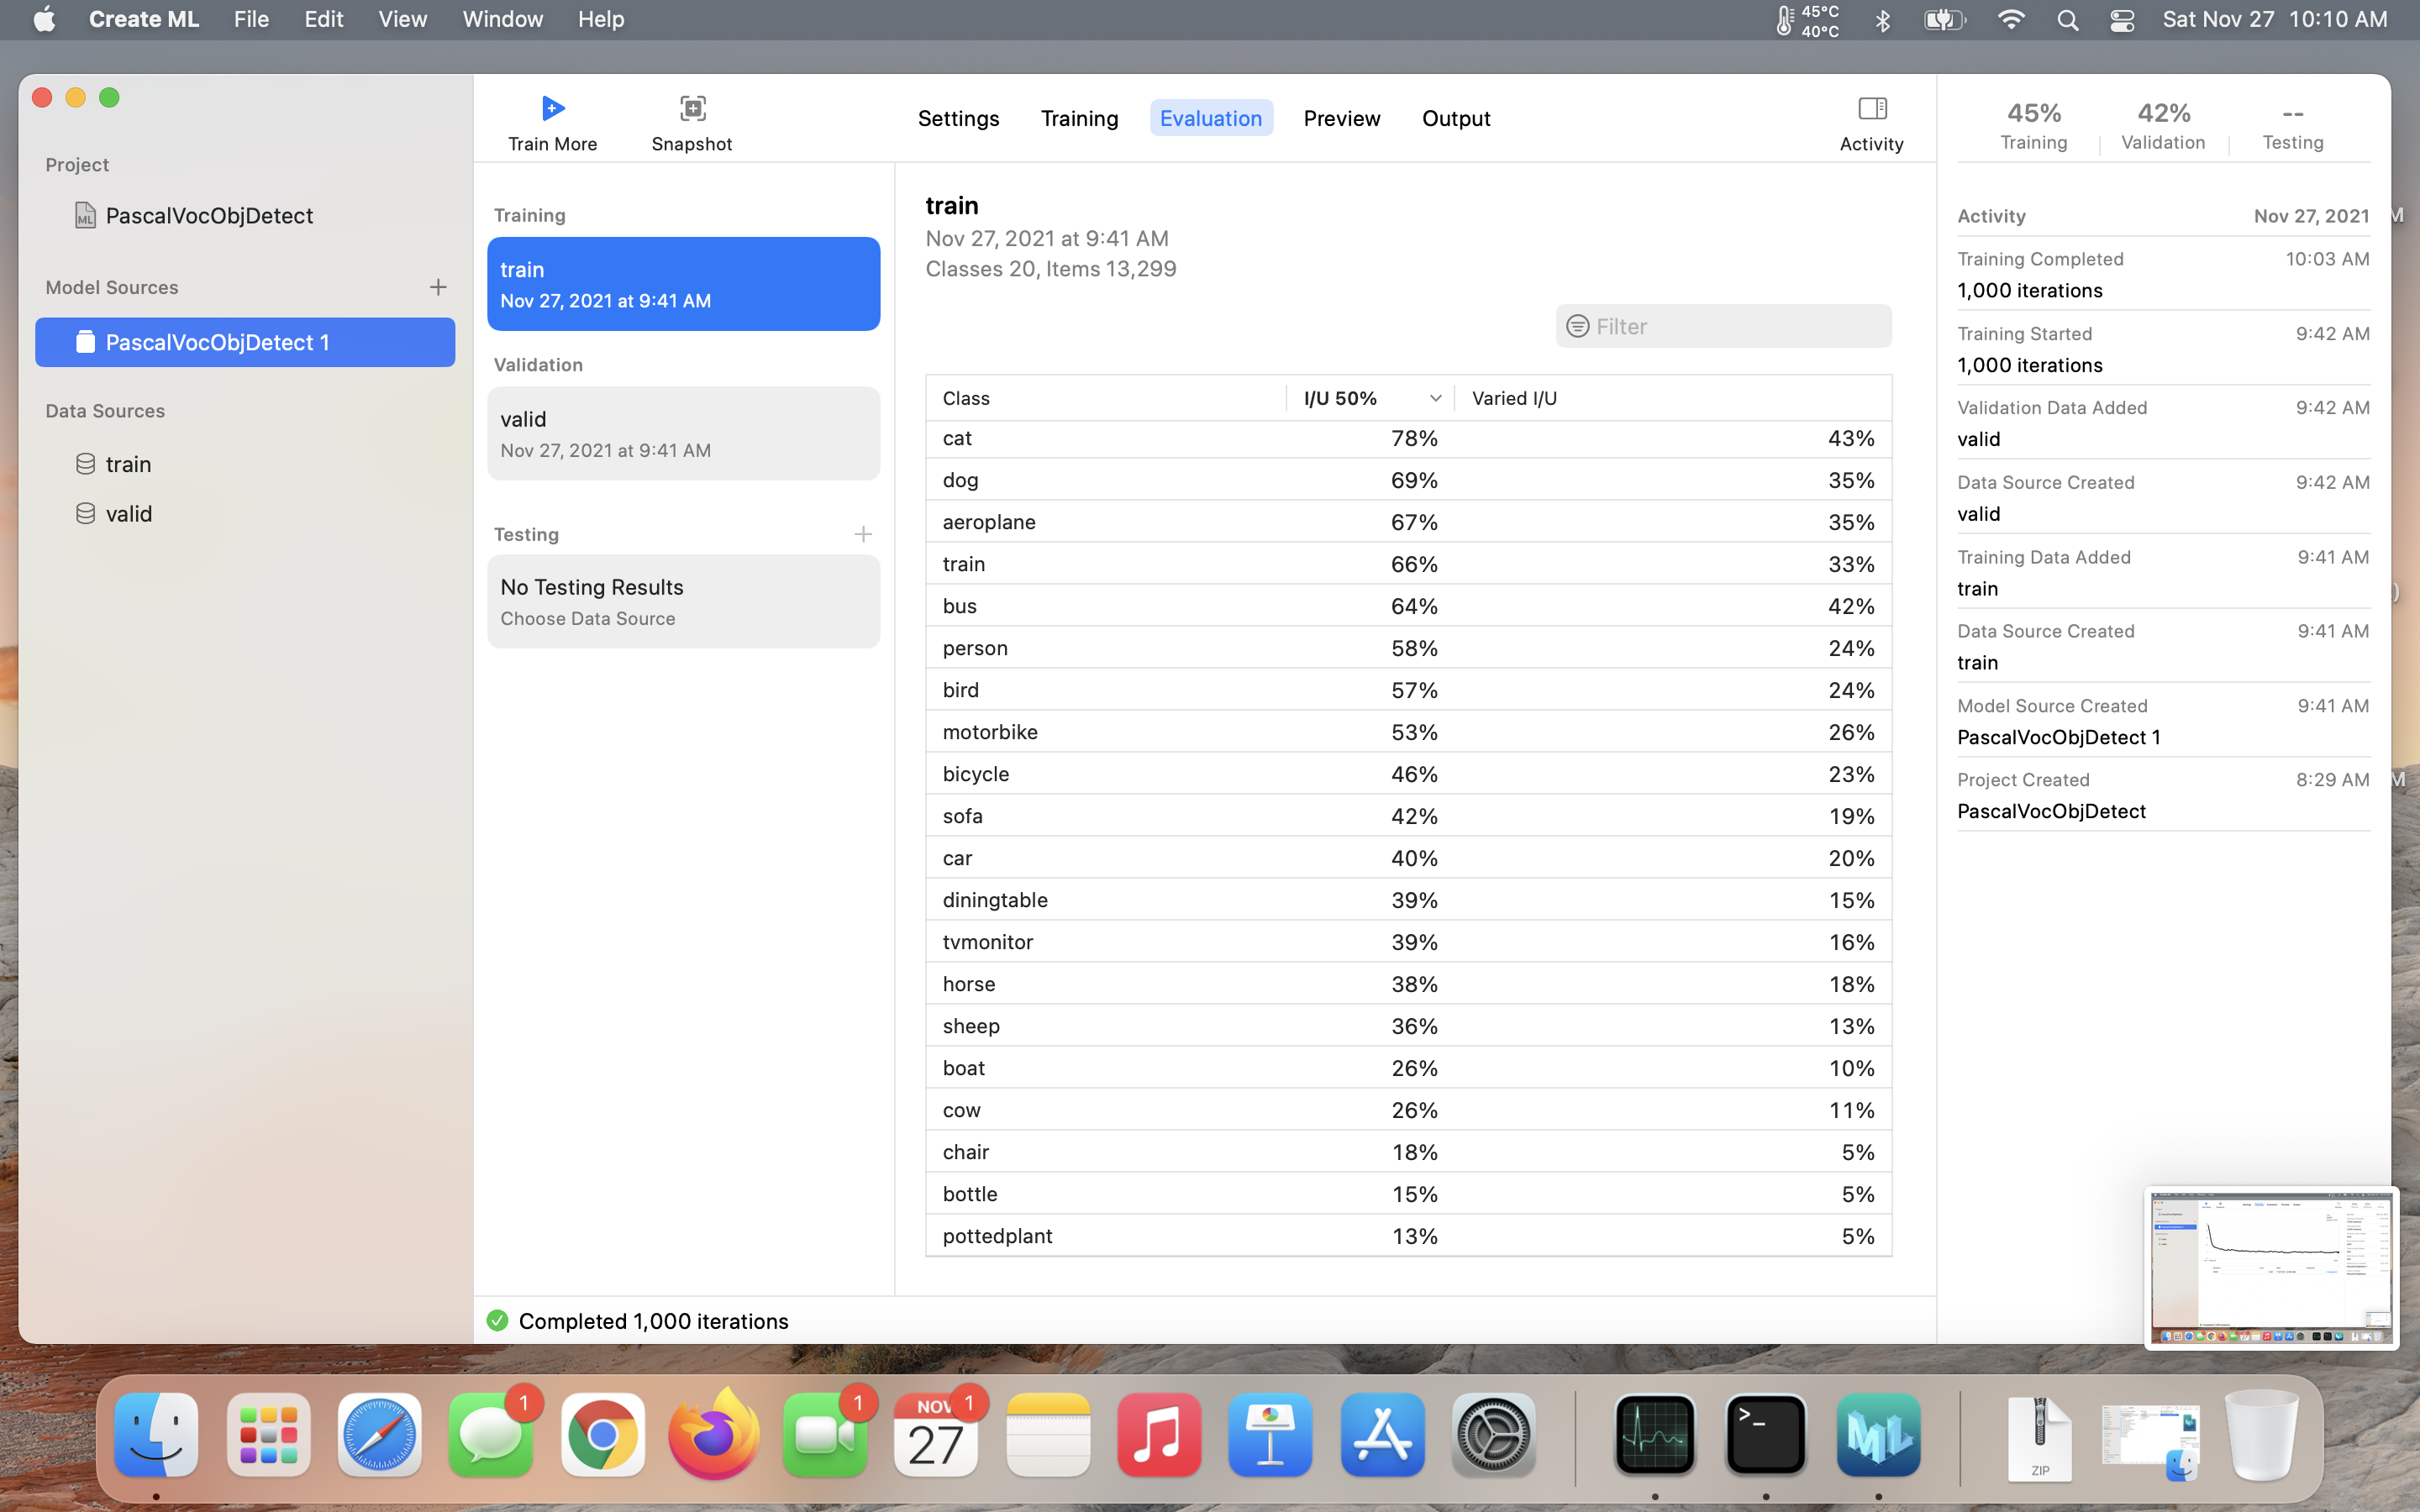 Create ML File Edit View Window Help 45°C 40°C Sat Nov 27 10:10 AM
Project
PascalVocObjDetect
Model Sources
PascalVocObjDetect 1
Data Sources
train
valid
Train More Snapshot Settings Training Evaluation Preview Output Activity
Training
train
Nov 27, 2021 at 9:41 AM
Validation
valid
Nov 27, 2021 at 9:41 AM
Testing
No Testing Results
Choose Data Source
train
Nov 27, 2021 at 9:41 AM
Classes 20, Items 13,299
Filter
Class I/U 50% Varied I/U
cat 78% 43%
dog 69% 35%
aeroplane 67% 35%
train 66% 33%
bus 64% 42%
person 58% 24%
bird 57% 24%
motorbike 53% 26%
bicycle 46% 23%
sofa 42% 19%
car 40% 20%
diningtable 39% 15%
tvmonitor 39% 16%
horse 38% 18%
sheep 36% 13%
boat 26% 10%
cow 26% 11%
chair 18% 5%
bottle 15% 5%
pottedplant 13% 5%
Completed 1,000 iterations
45% 42% --
Training Validation Testing
Activity Nov 27, 2021
Training Completed 10:03 AM
1,000 iterations
Training Started 9:42 AM
1,000 iterations
Validation Data Added 9:42 AM
valid
Data Source Created 9:42 AM
valid
Training Data Added 9:41 AM
train
Data Source Created 9:41 AM
train
Model Source Created 9:41 AM
PascalVocObjDetect 1
Project Created 8:29 AM
PascalVocObjDetect
M
)
M
1 1 NOV 1
27
>_
ML
ZIP